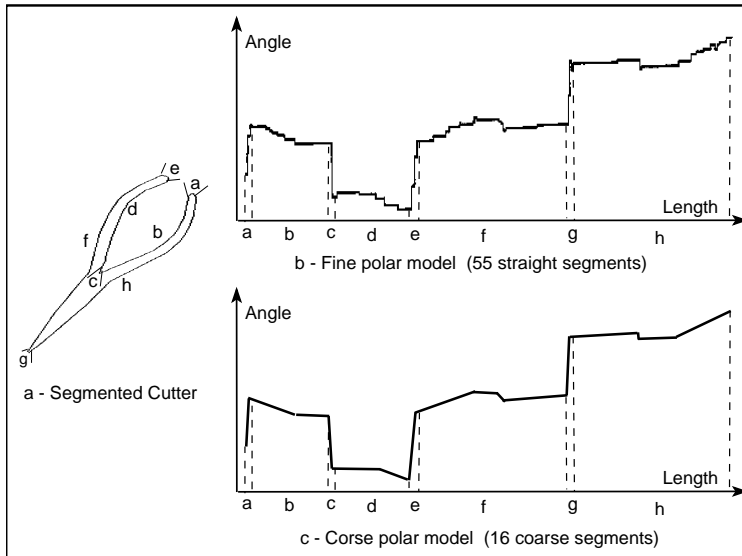 e
a
d
f
b
c
h
g
a - Segmented Cutter
Angle
Length
a b c d e f g h
b - Fine polar model (55 straight segments)
Angle
Length
a b c d e f g h
c - Corse polar model (16 coarse segments)